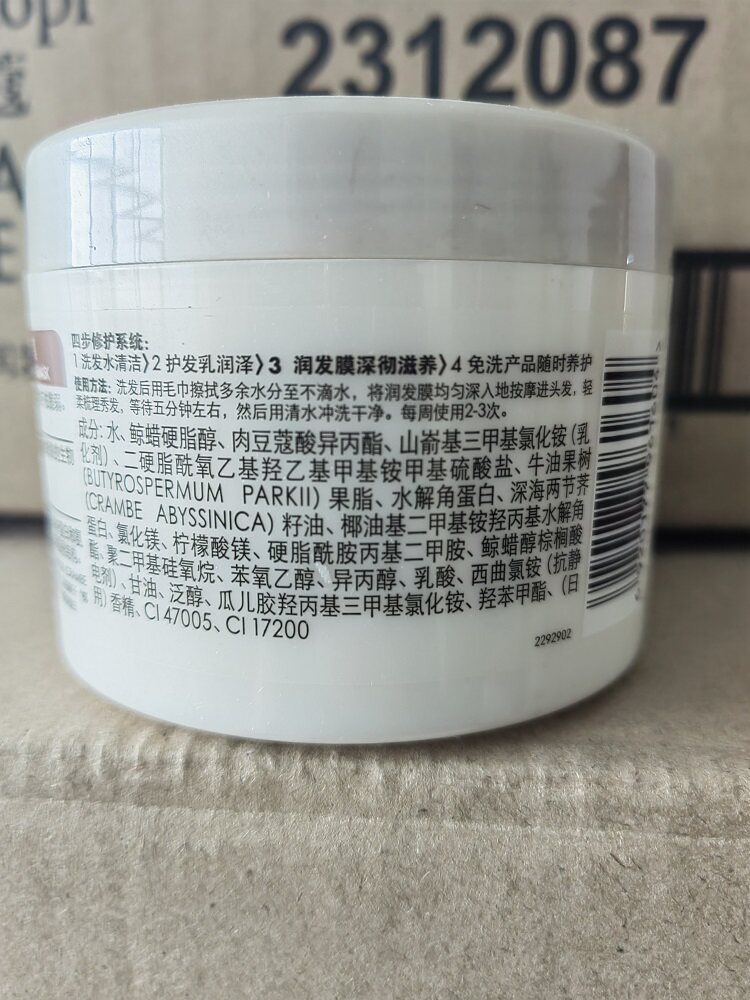 opi
2312087
蔻
A
E
四步修护系统：
1 洗发水清洁〉2 护发乳润泽〉3 润发膜深彻滋养〉4 免洗产品随时养护
使用方法：洗发后用毛巾擦拭多余水分至不滴水，将润发膜均匀深入地按摩进头发，轻
柔梳理秀发，等待五分钟左右，然后用清水冲洗干净。每周使用2-3次。
成分：水、鲸蜡硬脂醇、肉豆蔻酸异丙酯、山嵛基三甲基氯化铵（乳
化剂）、二硬脂酰氧乙基羟乙基甲基铵甲基硫酸盐、牛油果树
(BUTYROSPERMUM PARKII) 果脂、水解角蛋白、深海两节荠
(CRAMBE ABYSSINICA) 籽油、椰油基二甲基铵羟丙基水解角
蛋白、氯化镁、柠檬酸镁、硬脂酰胺丙基二甲胺、鲸蜡醇棕榈酸
酯、聚二甲基硅氧烷、苯氧乙醇、异丙醇、乳酸、西曲氯铵（抗静
电剂）、甘油、泛醇、瓜儿胶羟丙基三甲基氯化铵、羟苯甲酯、（日
用）香精、CI 47005、CI 17200
2292902